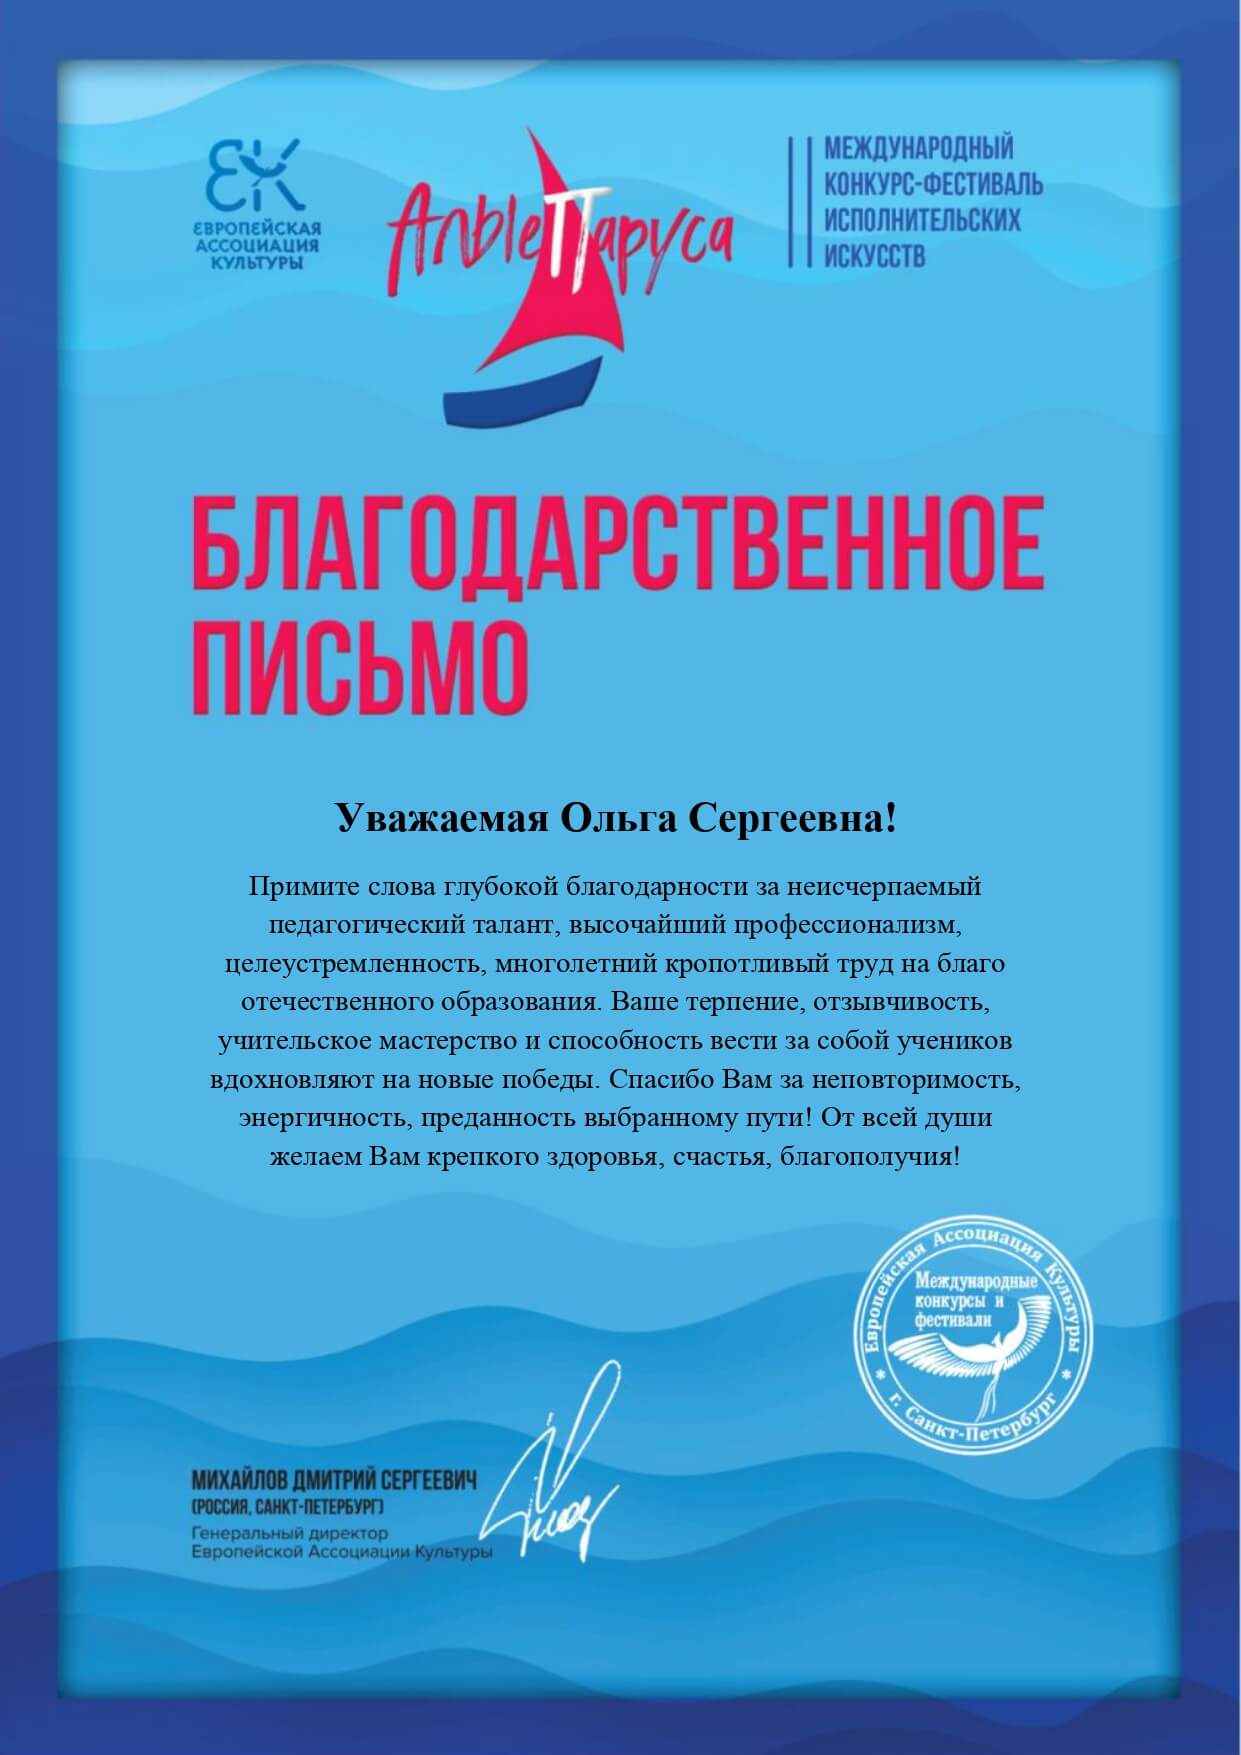 ЕК
ЕВРОПЕЙСКАЯ
АССОЦИАЦИЯ
КУЛЬТУРЫ
Алые Паруса
МЕЖДУНАРОДНЫЙ
КОНКУРС-ФЕСТИВАЛЬ
ИСПОЛНИТЕЛЬСКИХ
ИСКУССТВ
БЛАГОДАРСТВЕННОЕ
ПИСЬМО
Уважаемая Ольга Сергеевна!
Примите слова глубокой благодарности за неисчерпаемый
педагогический талант, высочайший профессионализм,
целеустремленность, многолетний кропотливый труд на благо
отечественного образования. Ваше терпение, отзывчивость,
учительское мастерство и способность вести за собой учеников
вдохновляют на новые победы. Спасибо Вам за неповторимость,
энергичность, преданность выбранному пути! От всей души
желаем Вам крепкого здоровья, счастья, благополучия!
Европейская Ассоциация Культуры
Международные
конкурсы и
фестивали
* г. Санкт-Петербург *
МИХАЙЛОВ ДМИТРИЙ СЕРГЕЕВИЧ
(РОССИЯ, САНКТ-ПЕТЕРБУРГ)
Генеральный директор
Европейской Ассоциации Культуры